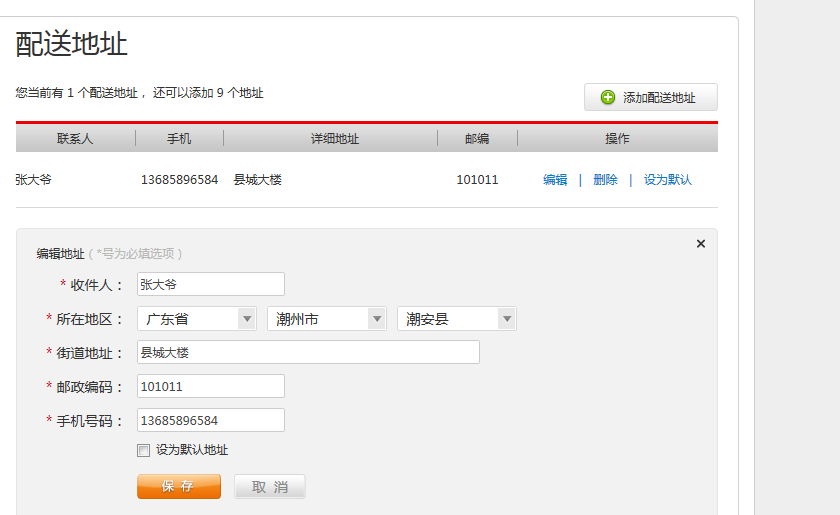 配送地址
您当前有 1 个配送地址， 还可以添加 9 个地址
添加配送地址
联系人 手机 详细地址 邮编 操作
张大爷 13685896584 县城大楼 101011 编辑 | 删除 | 设为默认
编辑地址（*号为必填选项） ×
* 收件人： 张大爷
* 所在地区： 广东省 潮州市 潮安县
* 街道地址： 县城大楼
* 邮政编码： 101011
* 手机号码： 13685896584
设为默认地址
保 存 取 消